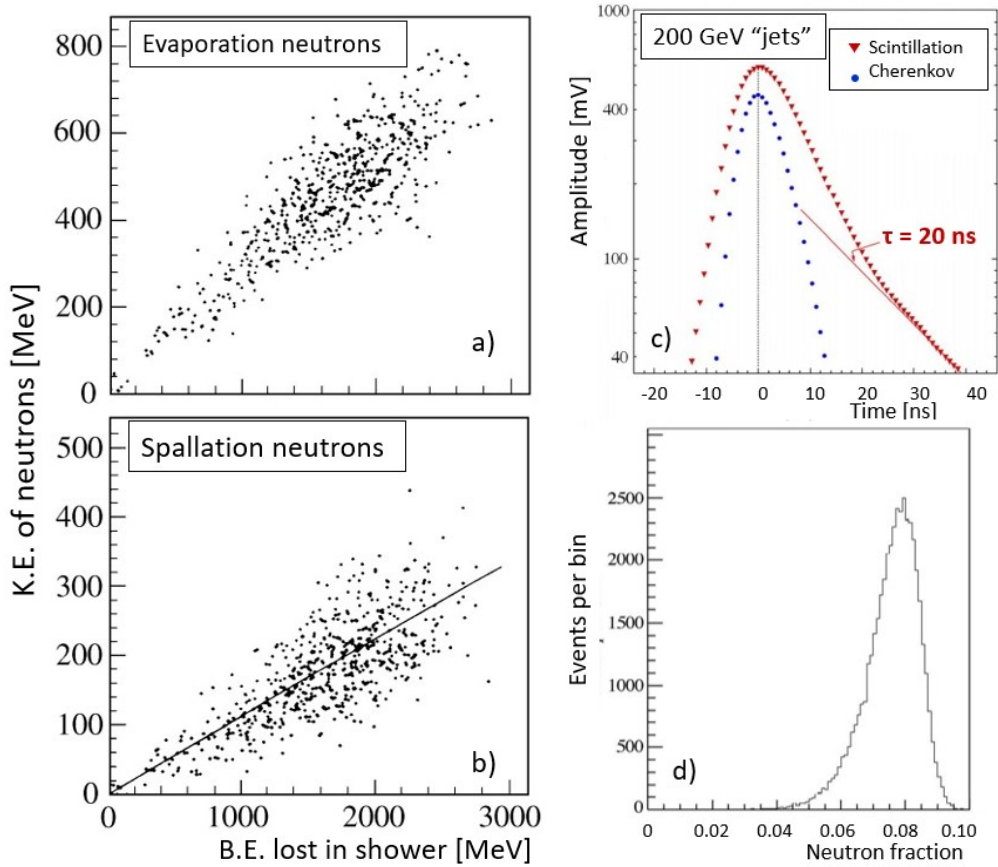 Evaporation neutrons
800
600
400
200
0
a)
Spallation neutrons
500
400
300
200
100
0
b)
0
1000
2000
3000
B.E. lost in shower [MeV]
K.E. of neutrons [MeV]
200 GeV “jets”
Scintillation
Cherenkov
1000
400
100
40
Amplitude [mV]
τ = 20 ns
c)
-20
-10
0
10
20
30
40
Time [ns]
2500
2000
1500
1000
500
0
Events per bin
d)
0
0.02
0.04
0.06
0.08
0.10
Neutron fraction